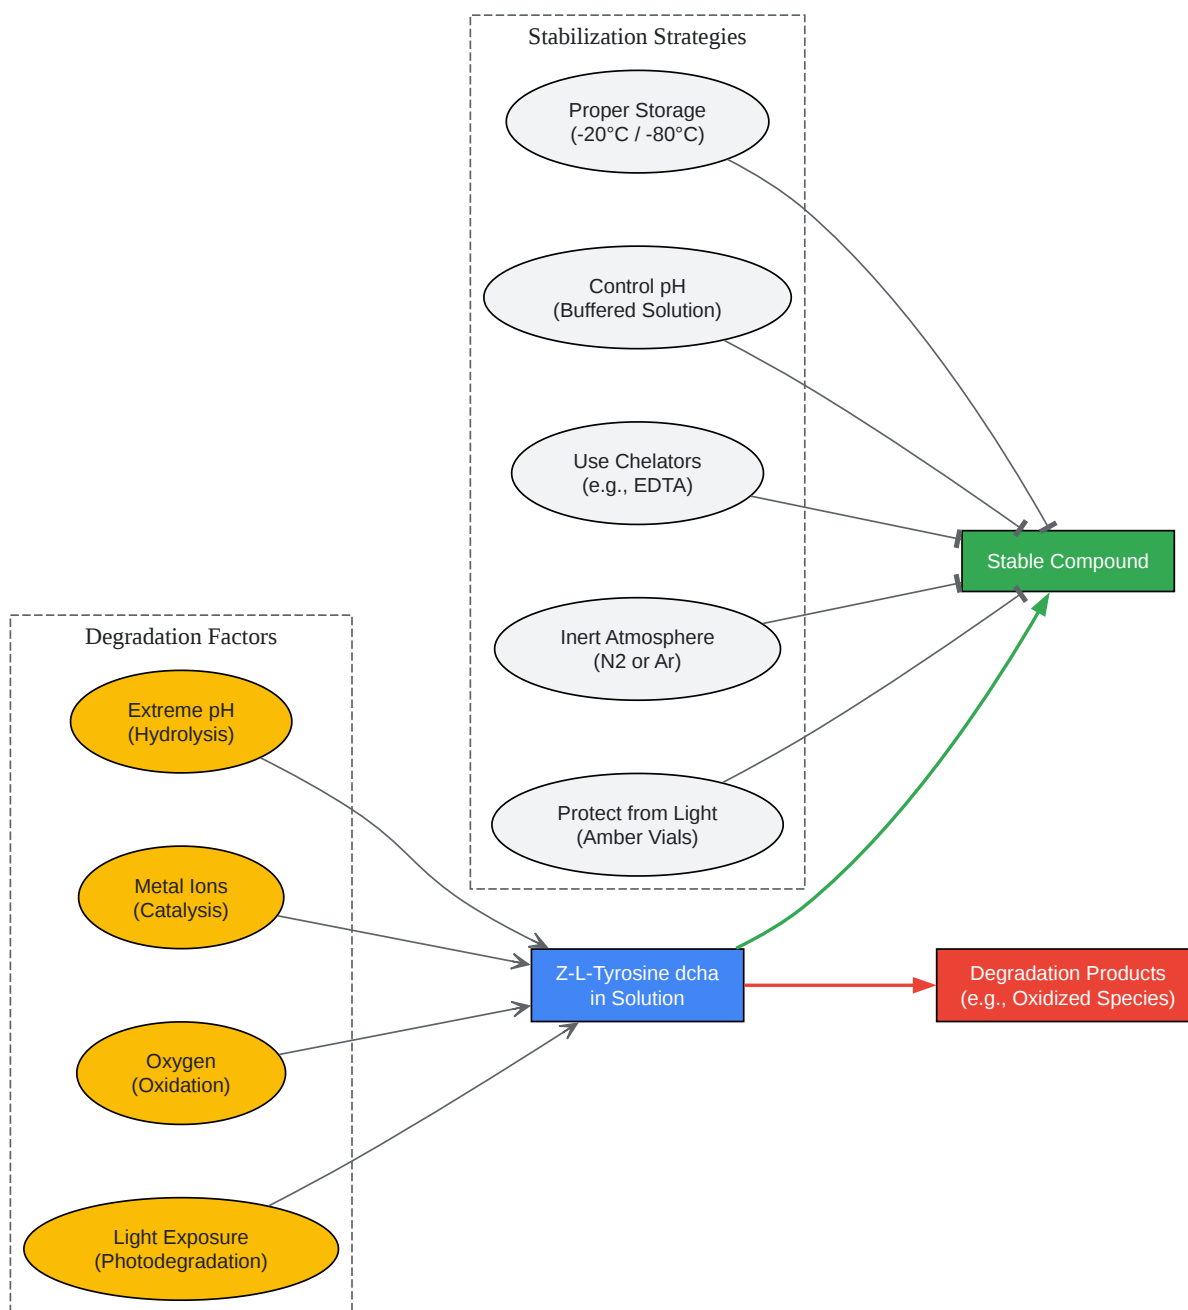 Stabilization Strategies
Proper Storage
(-20°C / -80°C)
Control pH
(Buffered Solution)
Use Chelators
(e.g., EDTA)
Stable Compound
Inert Atmosphere
(N2 or Ar)
Degradation Factors
Extreme pH
(Hydrolysis)
Protect from Light
(Amber Vials)
Metal Ions
(Catalysis)
Z-L-Tyrosine dcha
in Solution
Degradation Products
(e.g., Oxidized Species)
Oxygen
(Oxidation)
Light Exposure
(Photodegradation)